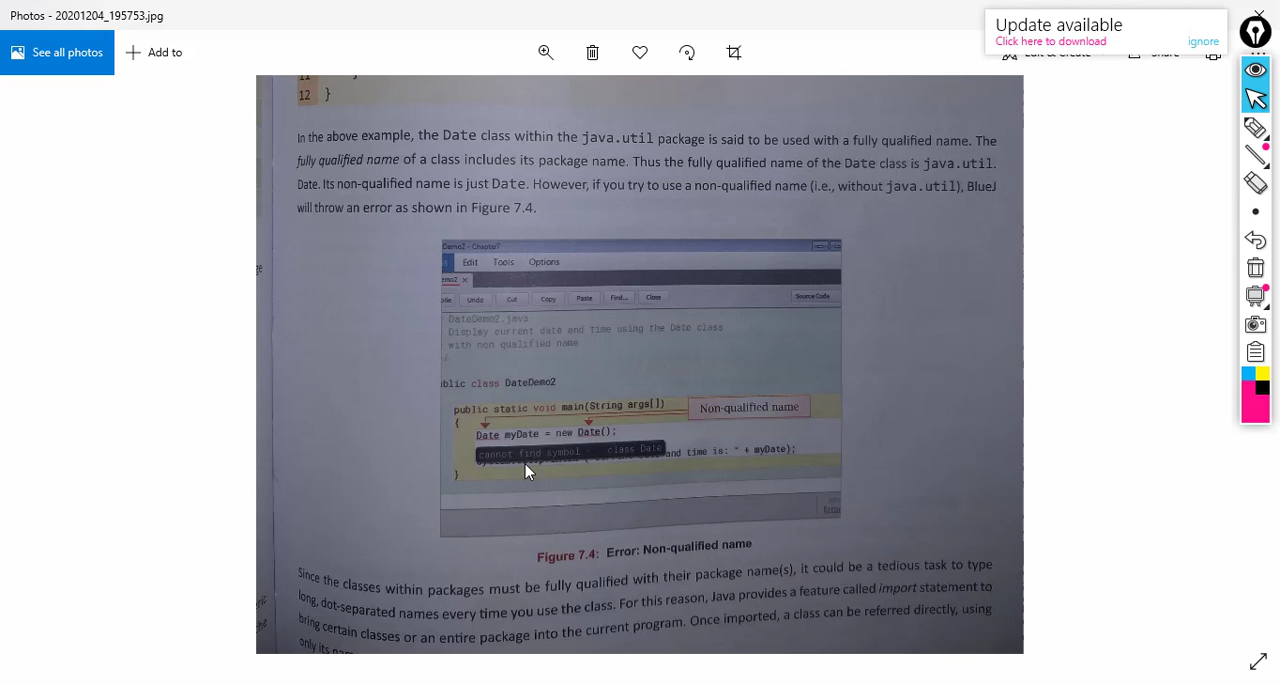 Photos - 20201204_195753.jpg
Update available
Click here to download
ignore
See all photos
Add to
Edit & Create
Share
11 }
12 }
In the above example, the Date class within the java.util package is said to be used with a fully qualified name. The
fully qualified name of a class includes its package name. Thus the fully qualified name of the Date class is java.util.
Date. Its non-qualified name is just Date. However, if you try to use a non-qualified name (i.e., without java.util), BlueJ
will throw an error as shown in Figure 7.4.
Demo2 - Chapter7
Edit Tools Options
emo2 ×
Undo Cut Copy Paste Find... Close Source Code
DateDemo2.java
Display current date and time using the Date class
with non qualified name
blic class DateDemo2
public static void main(String args[])
Non-qualified name
{
Date myDate = new Date();
cannot find symbol - class Date
and time is: " + myDate);
}
Figure 7.4: Error: Non-qualified name
Since the classes within packages must be fully qualified with their package name(s), it could be a tedious task to type
long, dot-separated names every time you use the class. For this reason, Java provides a feature called import statement to
bring certain classes or an entire package into the current program. Once imported, a class can be referred directly, using
only its